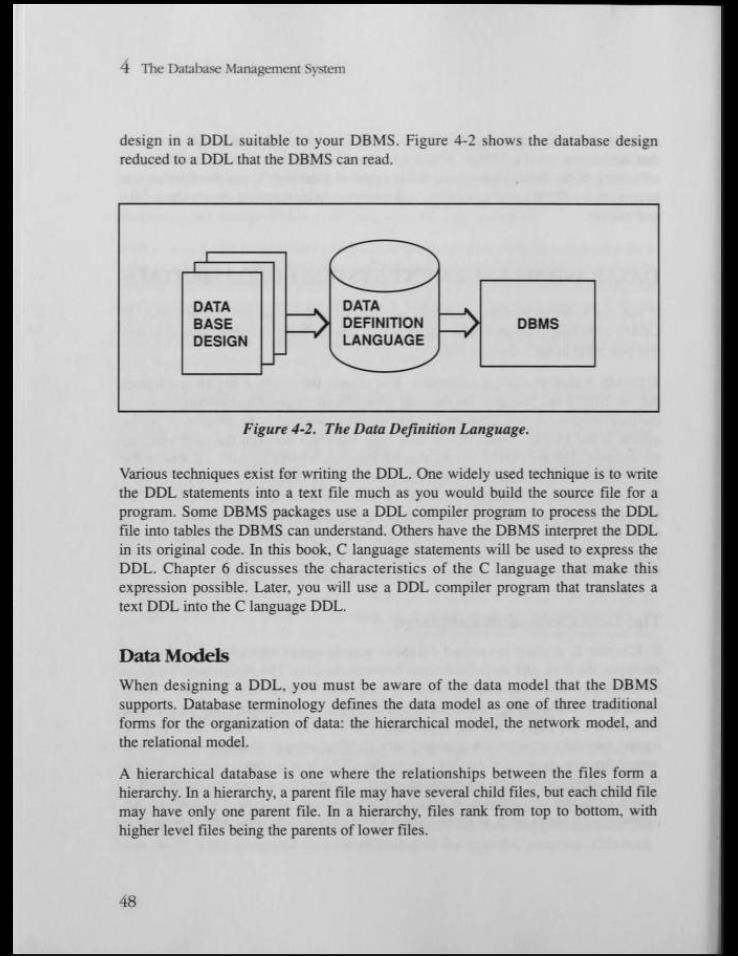 4 The Database Management System
design in a DDL suitable to your DBMS. Figure 4-2 shows the database design
reduced to a DDL that the DBMS can read.
DATA
BASE
DESIGN
DATA
DEFINITION
LANGUAGE
DBMS
Figure 4-2. The Data Definition Language.
Various techniques exist for writing the DDL. One widely used technique is to write
the DDL statements into a text file much as you would build the source file for a
program. Some DBMS packages use a DDL compiler program to process the DDL
file into tables the DBMS can understand. Others have the DBMS interpret the DDL
in its original code. In this book, C language statements will be used to express the
DDL. Chapter 6 discusses the characteristics of the C language that make this
expression possible. Later, you will use a DDL compiler program that translates a
text DDL into the C language DDL.
Data Models
When designing a DDL, you must be aware of the data model that the DBMS
supports. Database terminology defines the data model as one of three traditional
forms for the organization of data: the hierarchical model, the network model, and
the relational model.
A hierarchical database is one where the relationships between the files form a
hierarchy. In a hierarchy, a parent file may have several child files, but each child file
may have only one parent file. In a hierarchy, files rank from top to bottom, with
higher level files being the parents of lower files.
48